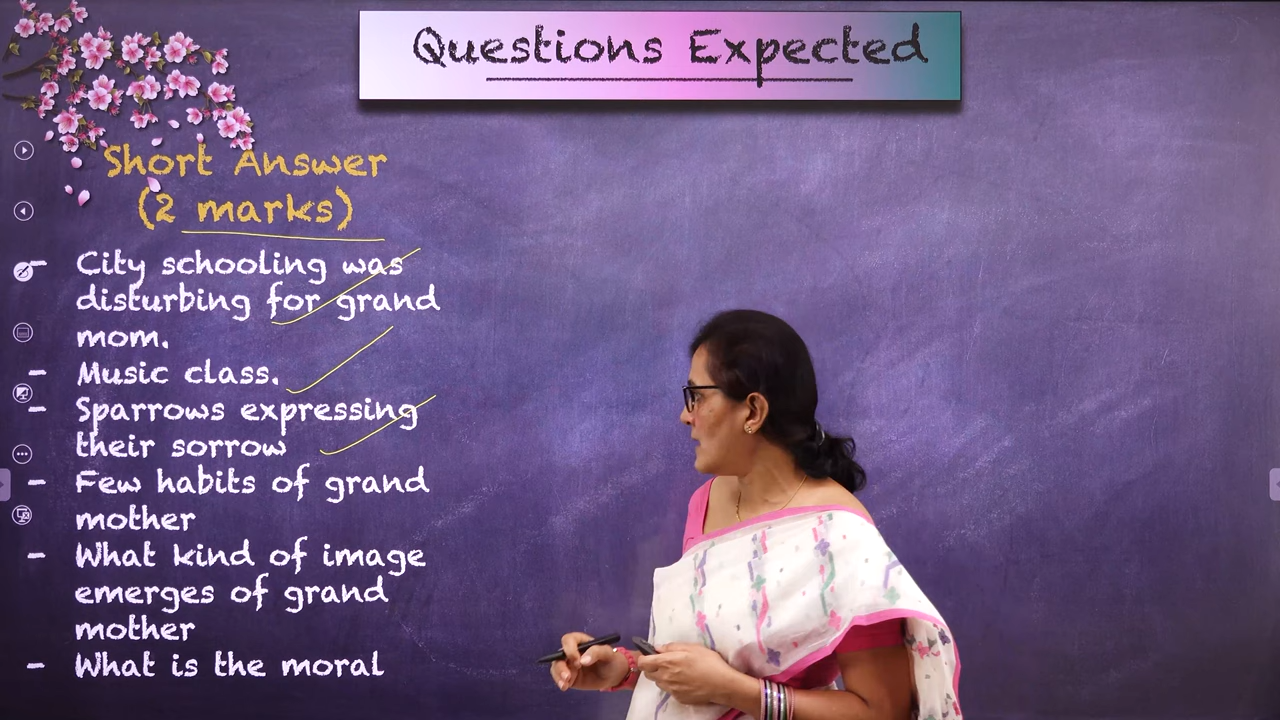 Questions Expected
Short Answer
(2 marks)
- City schooling was
disturbing for grand
mom.
- Music class.
- Sparrows expressing
their sorrow
- Few habits of grand
mother
- What kind of image
emerges of grand
mother
- What is the moral